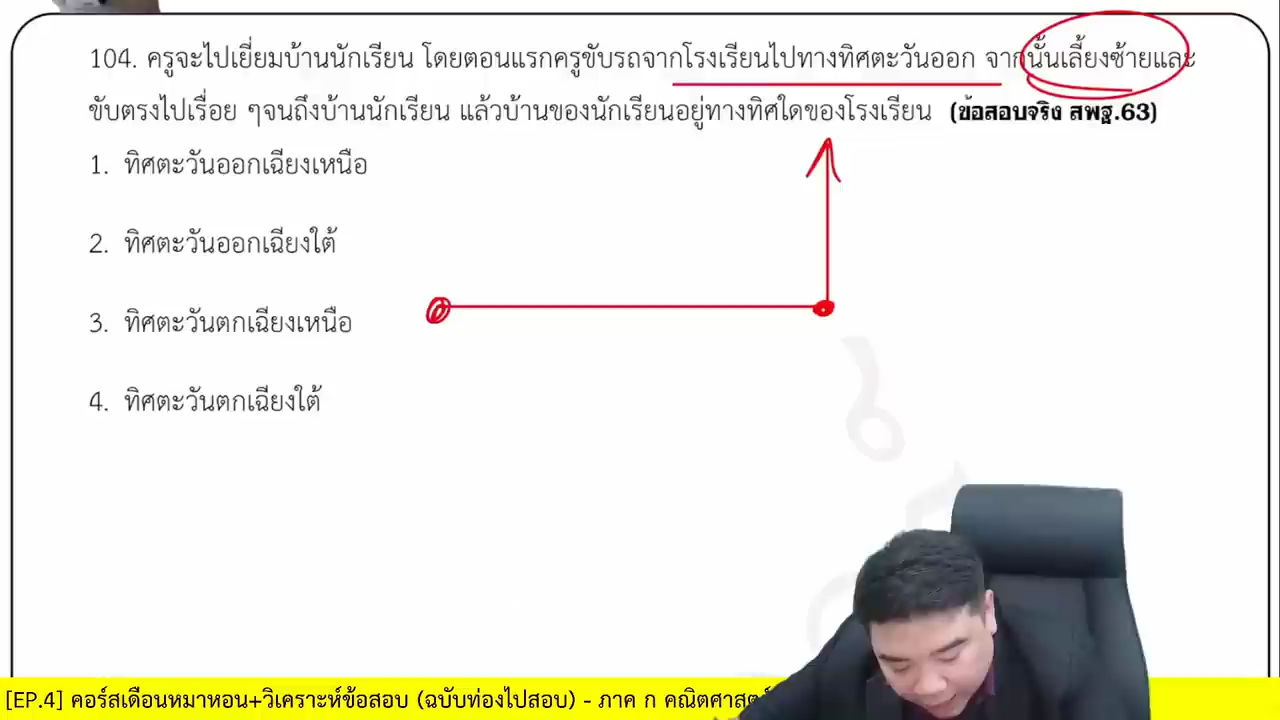 104. ครูจะไปเยี่ยมบ้านนักเรียน โดยตอนแรกครูขับรถจากโรงเรียนไปทางทิศตะวันออก จากนั้นเลี้ยงซ้ายและ
ขับตรงไปเรื่อย ๆจนถึงบ้านนักเรียน แล้วบ้านของนักเรียนอยู่ทางทิศใดของโรงเรียน (ข้อสอบจริง สพฐ.63)
1. ทิศตะวันออกเฉียงเหนือ
2. ทิศตะวันออกเฉียงใต้
3. ทิศตะวันตกเฉียงเหนือ
4. ทิศตะวันตกเฉียงใต้
[EP.4] คอร์สเดือนหมาหอน+วิเคราะห์ข้อสอบ (ฉบับท่องไปสอบ) - ภาค ก คณิตศาสตร์